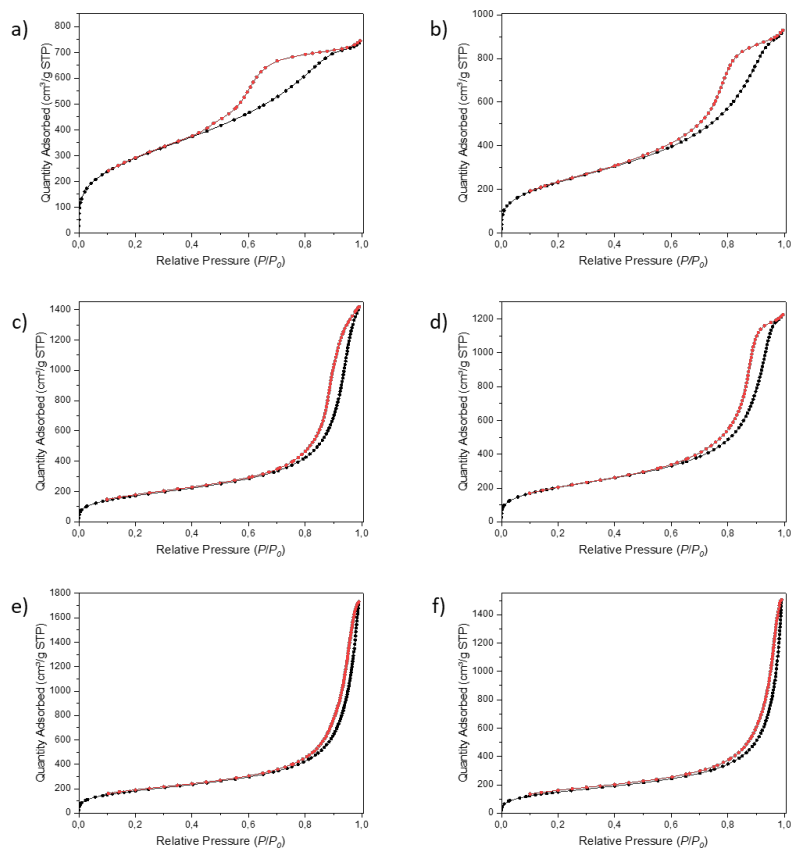 a)
Quantity Adsorbed (cm³/g STP)
800
700
600
500
400
300
200
100
0
0,0 0,2 0,4 0,6 0,8 1,0
Relative Pressure (P/P₀)
b)
Quantity Adsorbed (cm³/g STP)
1000
800
600
400
200
0
0,0 0,2 0,4 0,6 0,8 1,0
Relative Pressure (P/P₀)
c)
Quantity Adsorbed (cm³/g STP)
1400
1200
1000
800
600
400
200
0
0,0 0,2 0,4 0,6 0,8 1,0
Relative Pressure (P/P₀)
d)
Quantity Adsorbed (cm³/g STP)
1200
1000
800
600
400
200
0
0,0 0,2 0,4 0,6 0,8 1,0
Relative Pressure (P/P₀)
e)
Quantity Adsorbed (cm³/g STP)
1800
1600
1400
1200
1000
800
600
400
200
0
0,0 0,2 0,4 0,6 0,8 1,0
Relative Pressure (P/P₀)
f)
Quantity Adsorbed (cm³/g STP)
1400
1200
1000
800
600
400
200
0
0,0 0,2 0,4 0,6 0,8 1,0
Relative Pressure (P/P₀)